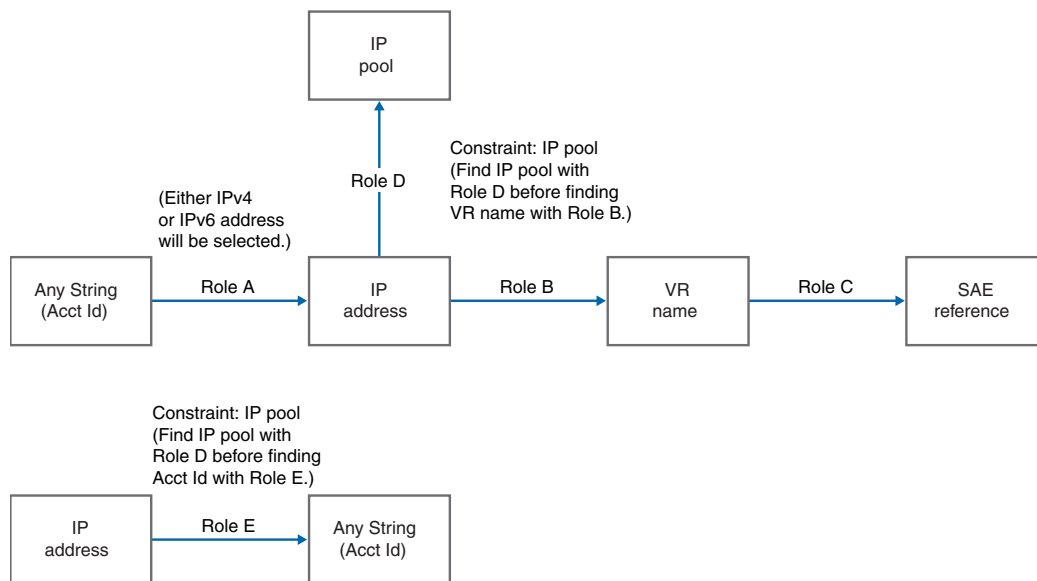 IP
pool
Constraint: IP pool
(Find IP pool with
Role D before finding
VR name with Role B.)
Role D
(Either IPv4
or IPv6 address
will be selected.)
Any String
(Acct Id)
Role A
IP
address
Role B
VR
name
Role C
SAE
reference
Constraint: IP pool
(Find IP pool with
Role D before finding
Acct Id with Role E.)
IP
address
Role E
Any String
(Acct Id)